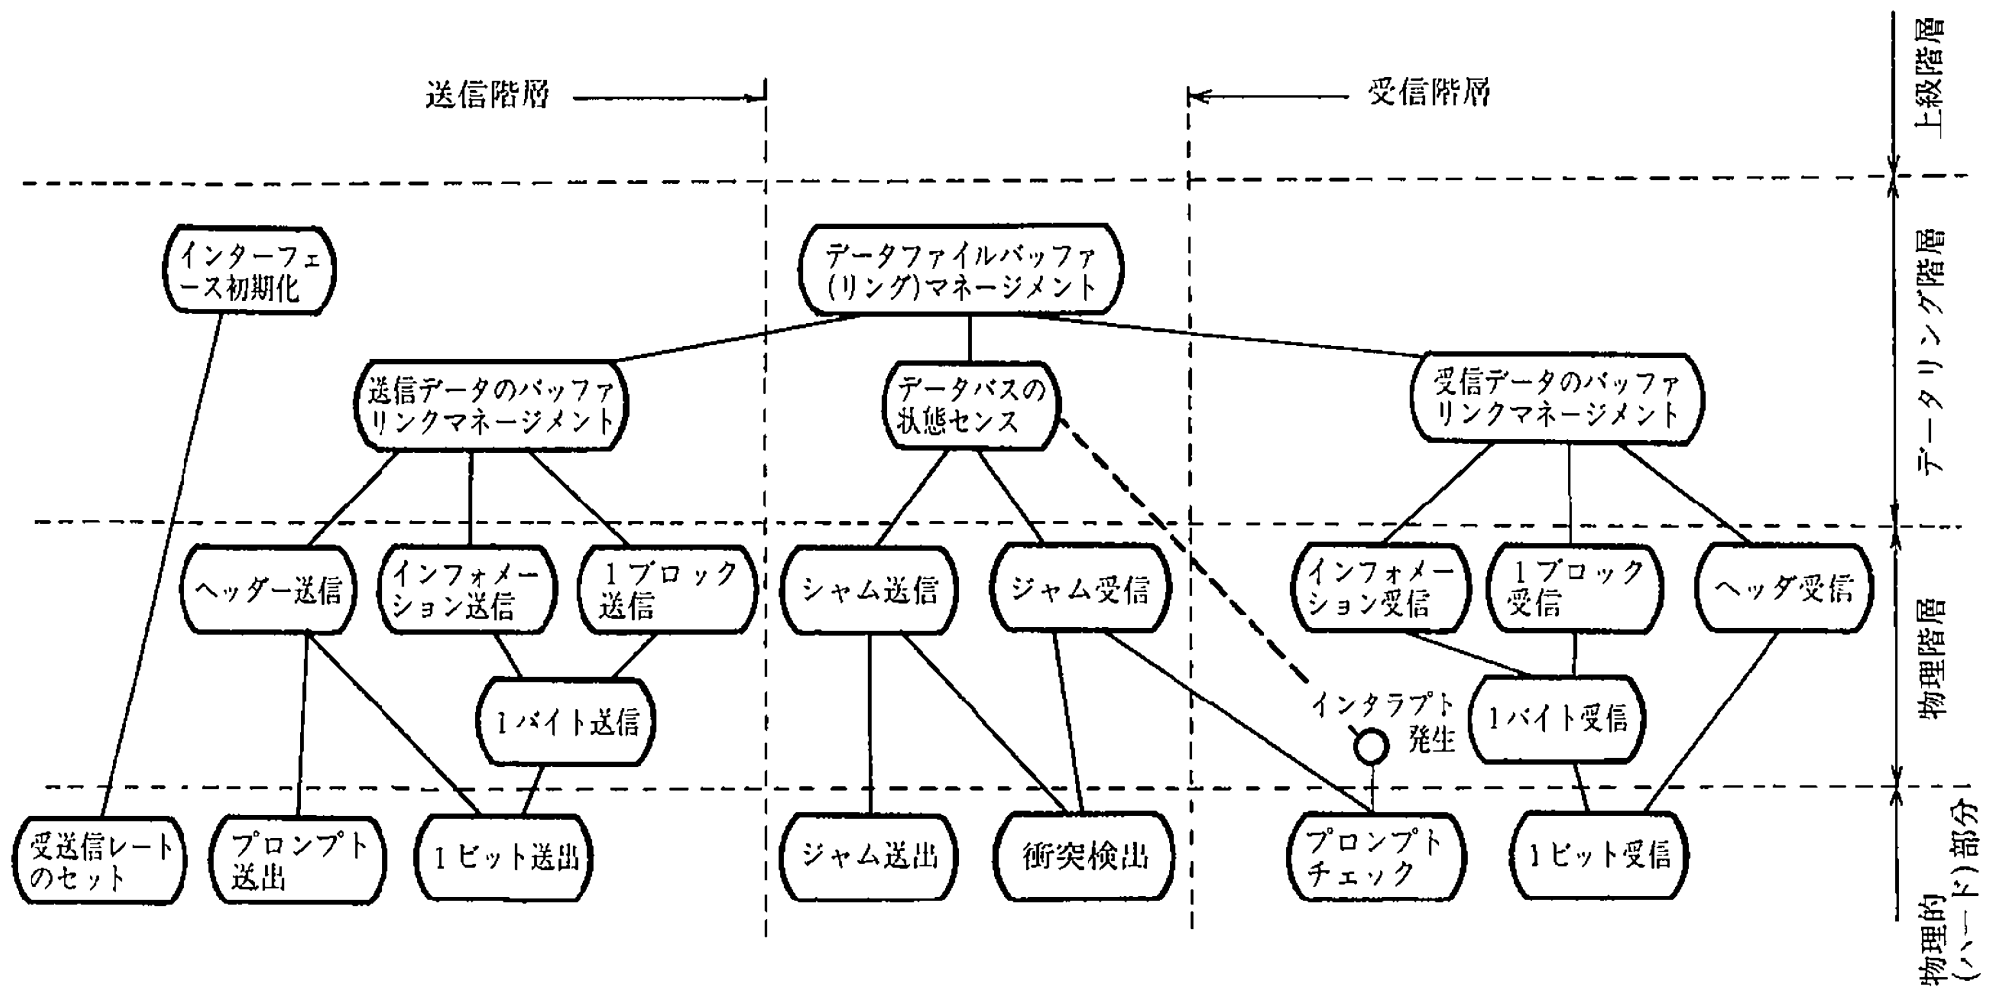 送信階層
受信階層
上級階層
インターフェ
ース初期化
データファイルバッファ
(リング)マネージメント
データリング階層
送信データのバッファ
リンクマネージメント
データバスの
状態センス
受信データのバッファ
リンクマネージメント
ヘッダー送信
インフォメー
ション送信
1ブロック
送信
シャム送信
ジャム受信
インフォメー
ション受信
1ブロック
受信
ヘッダ受信
物理階層
1バイト送信
インタラプト
発生
1バイト受信
受送信レート
のセット
プロンプト
送出
1ビット送出
ジャム送出
衝突検出
プロンプト
チェック
1ビット受信
物理的
(ハード)部分